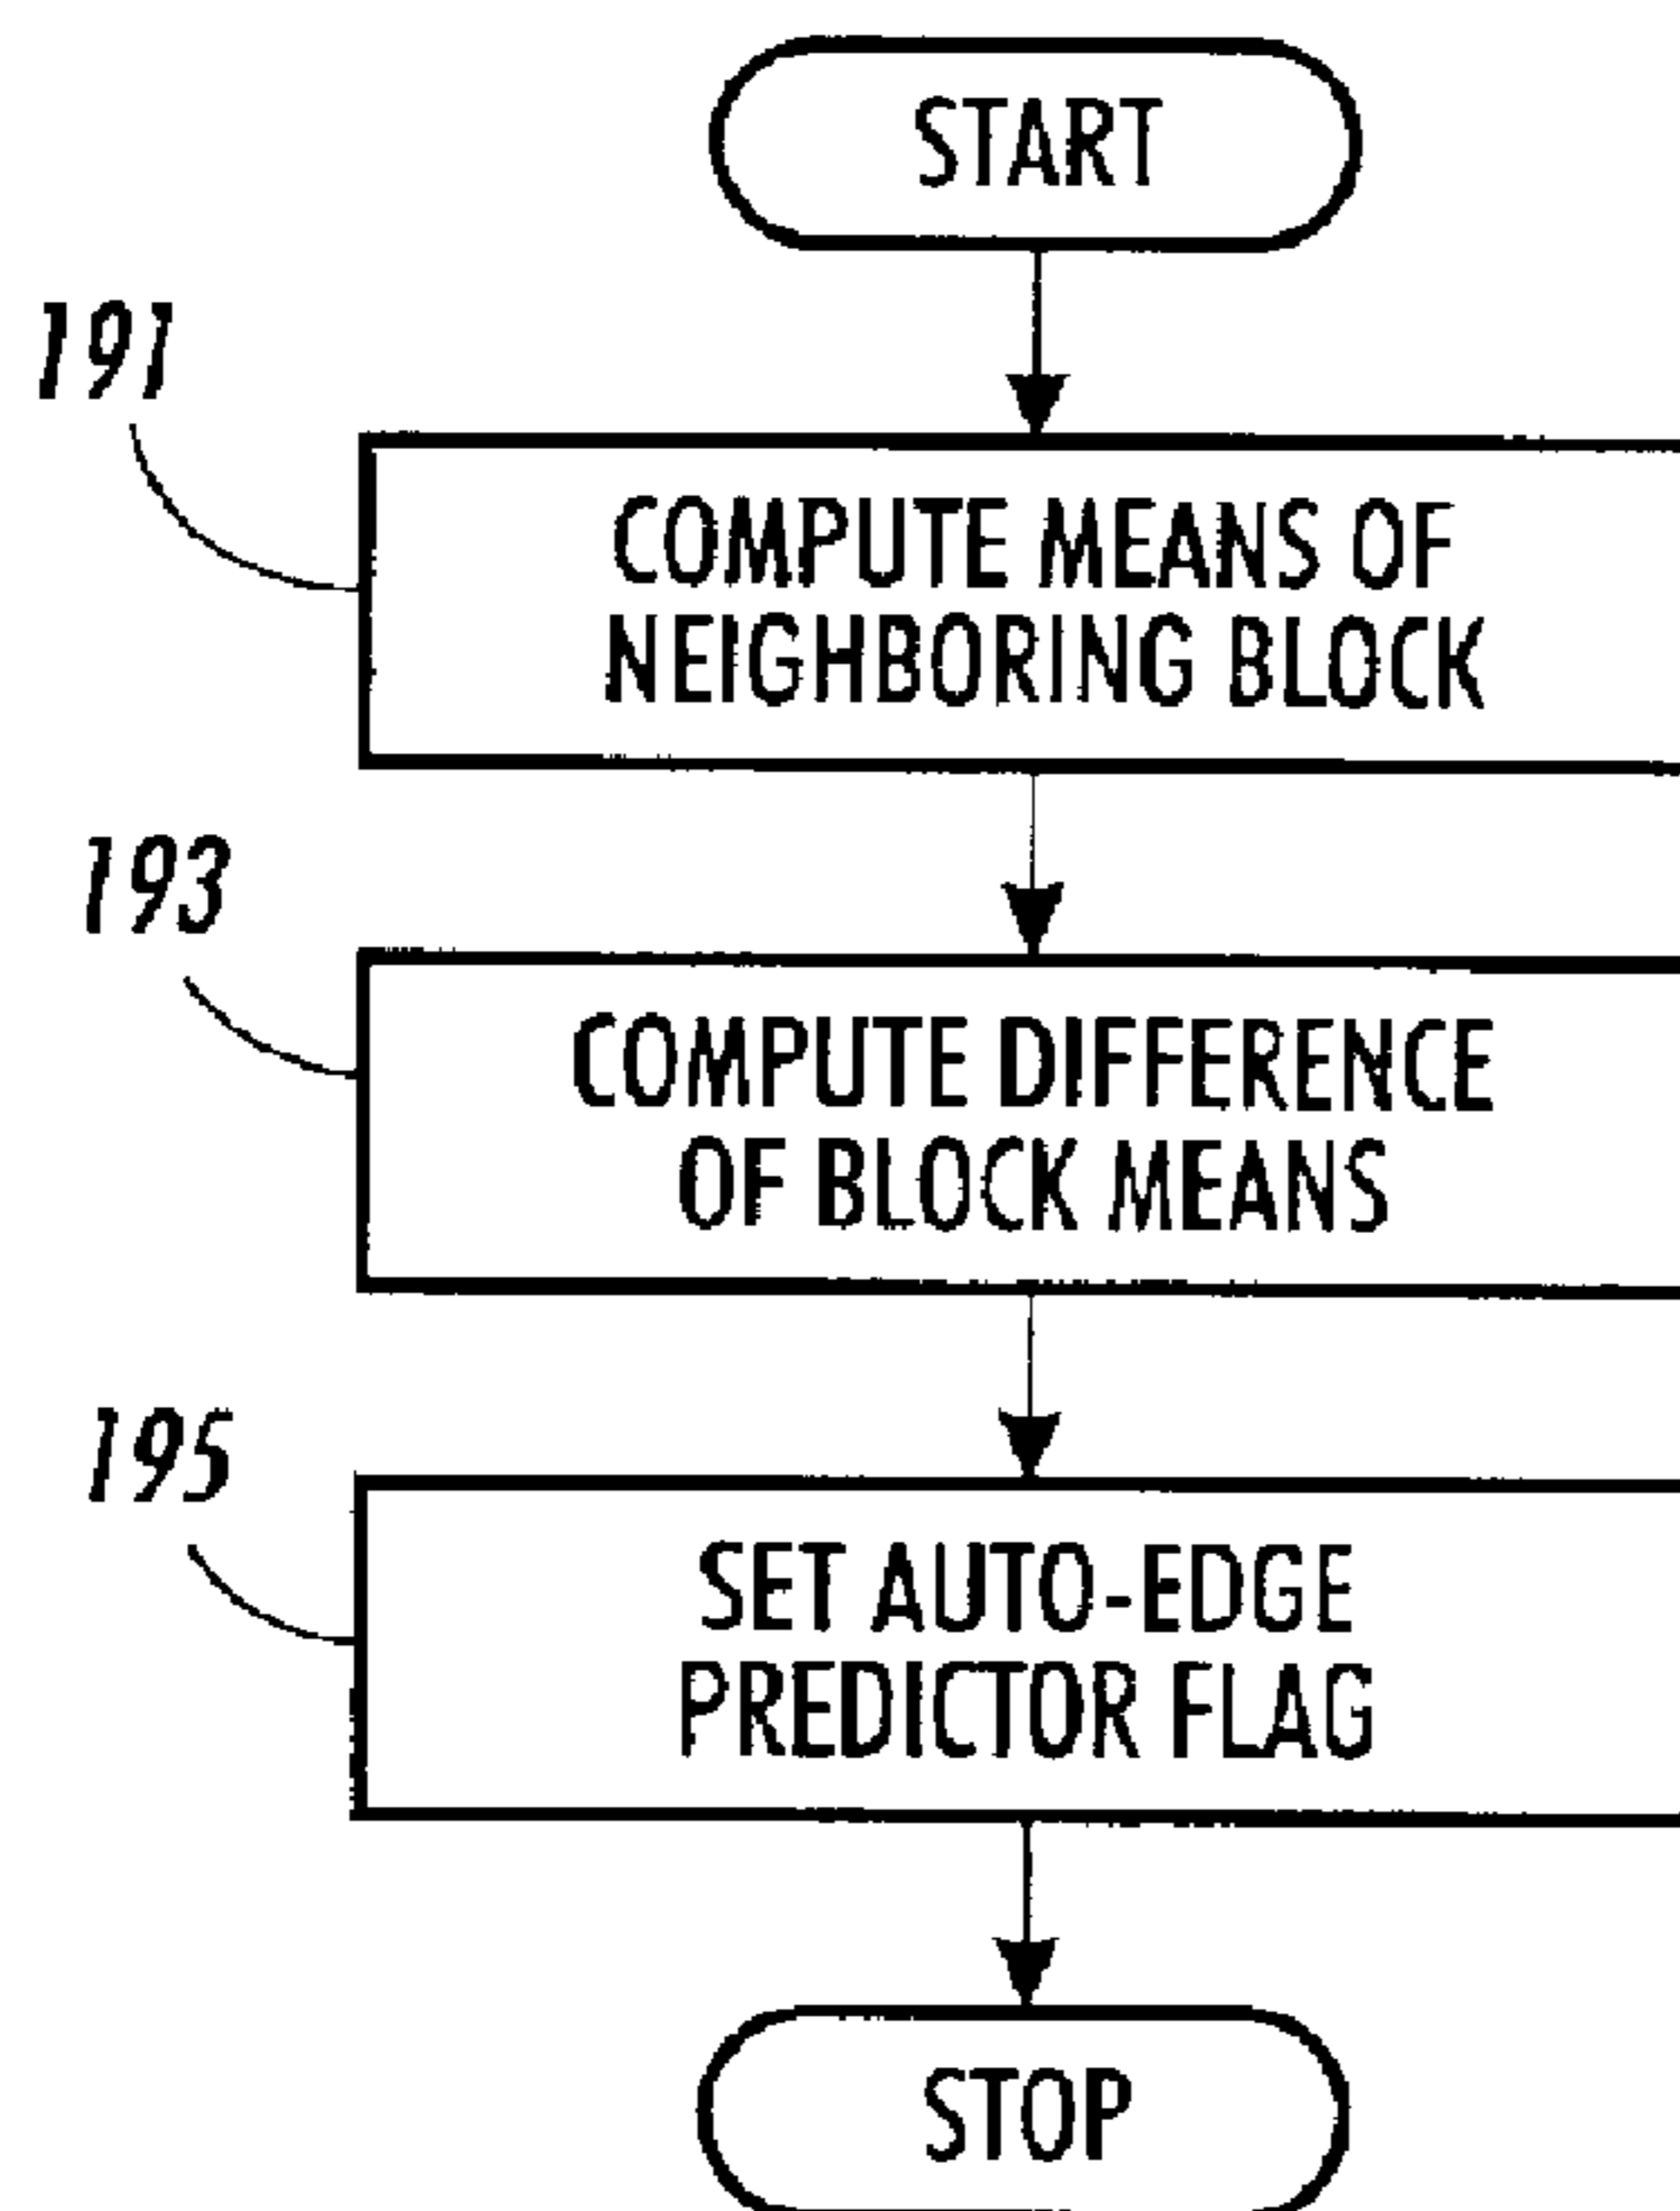 START
191
COMPUTE MEANS OF
NEIGHBORING BLOCK
193
COMPUTE DIFFERENCE
OF BLOCK MEANS
195
SET AUTO-EDGE
PREDICTOR FLAG
STOP